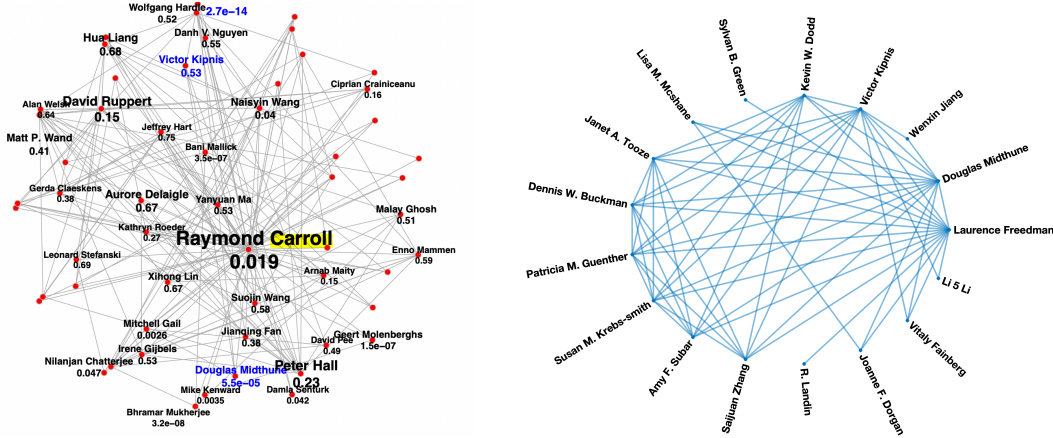 Wolfgang Hardle
0.52
2.7e−14
Danh V. Nguyen
0.55
Hua Liang
0.68
Victor Kipnis
0.53
Ciprian Crainiceanu
0.16
Alan Welsh
0.64
David Ruppert
0.15
Naisyin Wang
0.04
Jeffrey Hart
0.75
Matt P. Wand
0.41
Bani Mallick
3.5e−07
Gerda Claeskens
0.38
Aurore Delaigle
0.67
Yanyuan Ma
0.53
Malay Ghosh
0.51
Kathryn Roeder
0.27
Raymond Carroll
0.019
Leonard Stefanski
0.69
Enno Mammen
0.59
Xihong Lin
0.67
Arnab Maity
0.15
Suojin Wang
0.58
Mitchell Gail
0.0026
Jianqing Fan
0.38
David Pee
0.49
Geert Molenberghs
1.5e−07
Irene Gijbels
0.53
Nilanjan Chatterjee
0.047
Douglas Midthune
5.5e−05
Peter Hall
0.23
Mike Kenward
0.0035
Damla Senturk
0.042
Bhramar Mukherjee
3.2e−08
Kevin W. Dodd
Victor Kipnis
Sylvan B. Green
Lisa M. Mcshane
Wenxin Jiang
Janet A. Tooze
Douglas Midthune
Dennis W. Buckman
Laurence Freedman
Patricia M. Guenther
Li 5 Li
Susan M. Krebs-smith
Vitaly Fainberg
Amy F. Subar
Saijuan Zhang
R. Landin
Joanne F. Dorgan